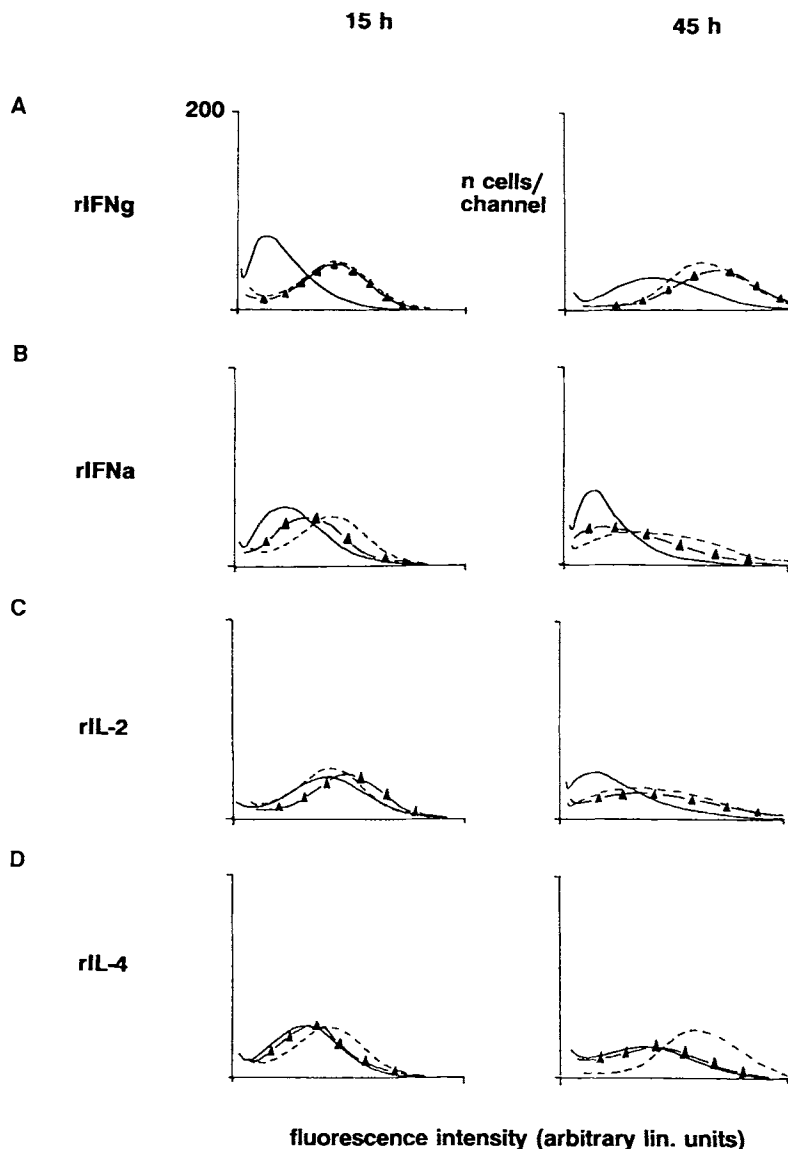 15 h
45 h
A
200
rIFNg
n cells/
channel
B
rIFNa
C
rIL-2
D
rIL-4
fluorescence intensity (arbitrary lin. units)